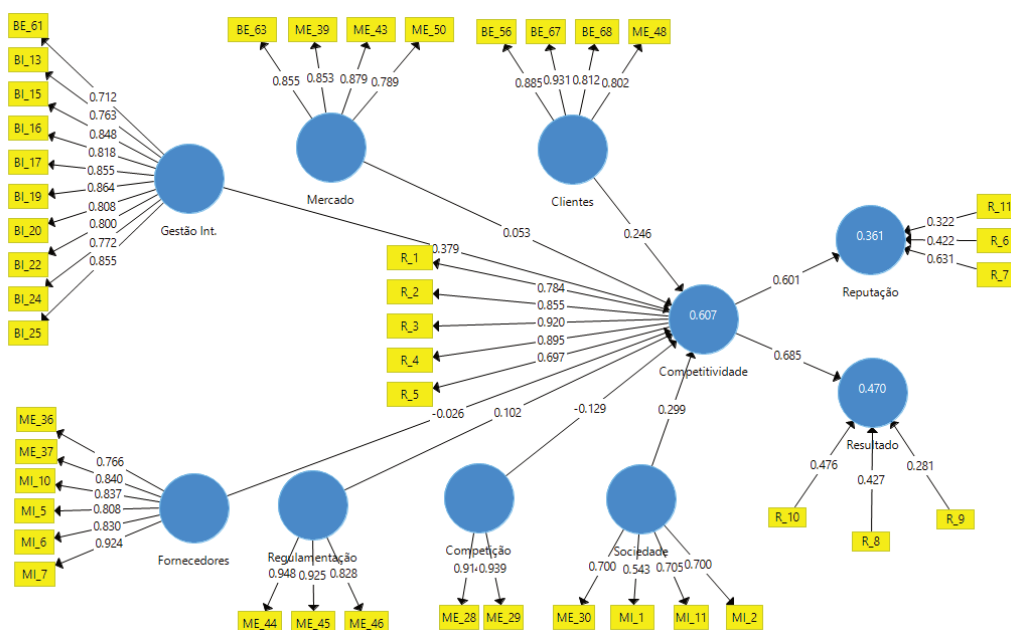 BE_61
BI_13
BI_15
BI_16
BI_17
BI_19
BI_20
BI_22
BI_24
BI_25
0.712
0.763
0.848
0.818
0.855
0.864
0.808
0.800
0.772
0.855
Gestão Int.
BE_63 ME_39 ME_43 ME_50
0.855 0.853 0.879 0.789
Mercado
BE_56 BE_67 BE_68 ME_48
0.885 0.931 0.812 0.802
Clientes
0.379
0.053
0.246
R_1
R_2
R_3
R_4
R_5
0.784
0.855
0.920
0.895
0.697
0.607
Competitividade
0.601
0.685
0.361
Reputação
0.322
0.422
0.631
R_11
R_6
R_7
0.470
Resultado
0.476
0.427
0.281
R_10
R_8
R_9
-0.026
0.102
-0.129
0.299
ME_36
ME_37
MI_10
MI_5
MI_6
MI_7
0.766
0.840
0.837
0.808
0.830
0.924
Fornecedores
Regulamentação
0.948 0.925 0.828
ME_44 ME_45 ME_46
Competição
0.939
ME_28 ME_29
Sociedade
0.700 0.543 0.705 0.700
ME_30 MI_1 MI_11 MI_2